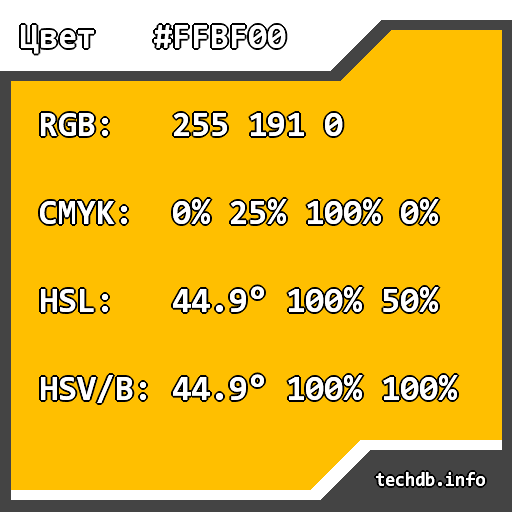 Цвет #FFBF00
RGB: 255 191 0
CMYK: 0% 25% 100% 0%
HSL: 44.9° 100% 50%
HSV/B: 44.9° 100% 100%
techdb.info